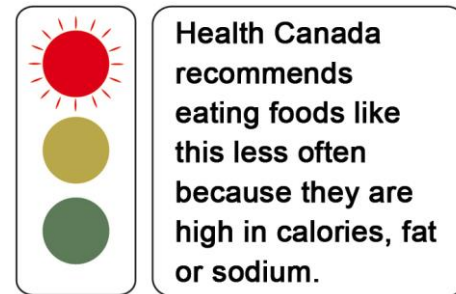 Health Canada
recommends
eating foods like
this less often
because they are
high in calories, fat
or sodium.